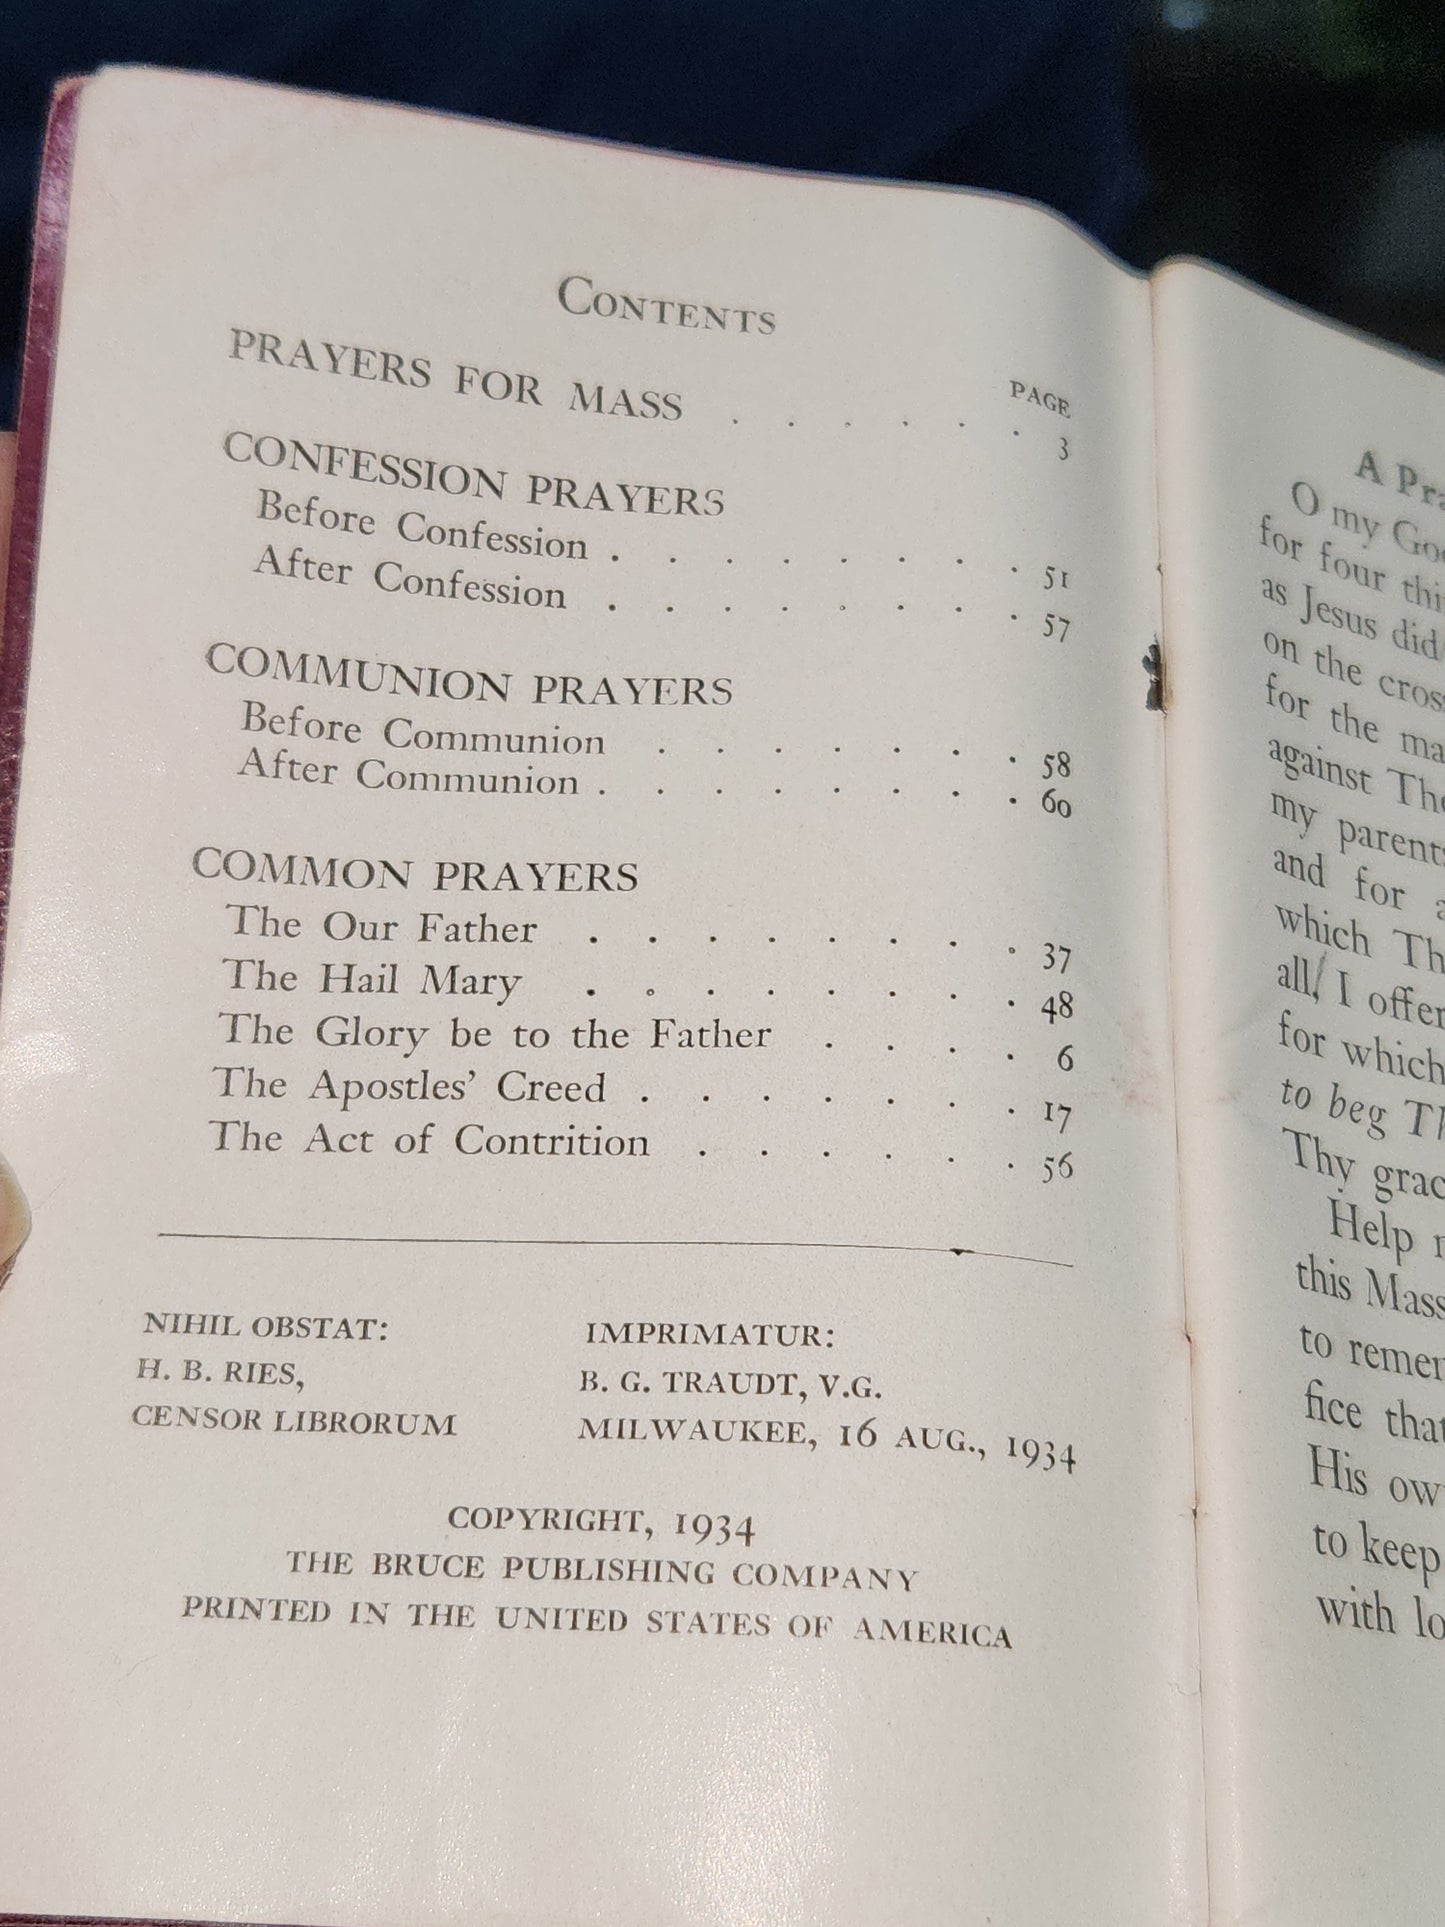 CONTENTS
PAGE
PRAYERS FOR MASS . . . . . . 3
CONFESSION PRAYERS
Before Confession . . . . . . . . 51
After Confession . . . . . . . . 57
COMMUNION PRAYERS
Before Communion . . . . . . . 58
After Communion . . . . . . . . 60
COMMON PRAYERS
The Our Father . . . . . . . . 37
The Hail Mary . . . . . . . . 48
The Glory be to the Father . . . . 6
The Apostles' Creed . . . . . . . 17
The Act of Contrition . . . . . . 56
NIHIL OBSTAT:
H. B. RIES,
CENSOR LIBRORUM
IMPRIMATUR:
B. G. TRAUDT, V.G.
MILWAUKEE, 16 AUG., 1934
COPYRIGHT, 1934
THE BRUCE PUBLISHING COMPANY
PRINTED IN THE UNITED STATES OF AMERICA
A
O my
for four
as Jesus did
on the
for the
against
my
and for
which
all, I offer
for which
to beg
Thy
Help
this Mass
to
fice
His
to keep
with